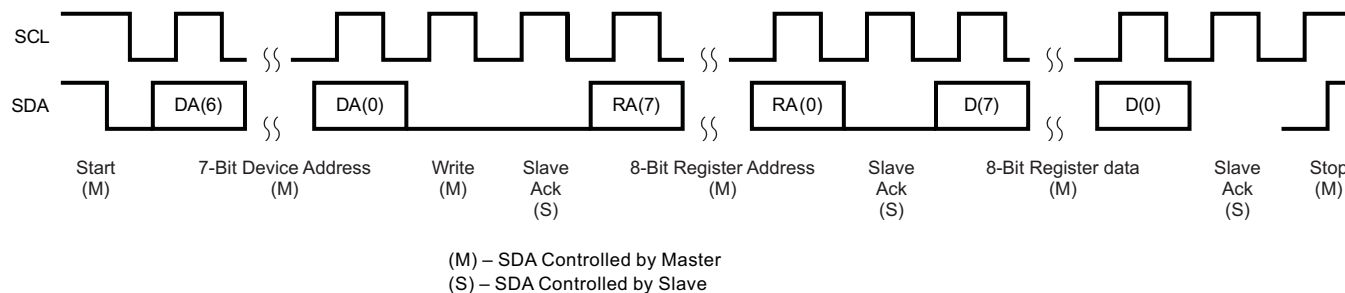 SCL
SDA
DA(6) DA(0) RA(7) RA(0) D(7) D(0)
Start 7-Bit Device Address Write Slave 8-Bit Register Address Slave 8-Bit Register data Slave Stop
(M) (M) (M) Ack (M) Ack (M) Ack (M)
(S) (S) (S)
(M) – SDA Controlled by Master
(S) – SDA Controlled by Slave